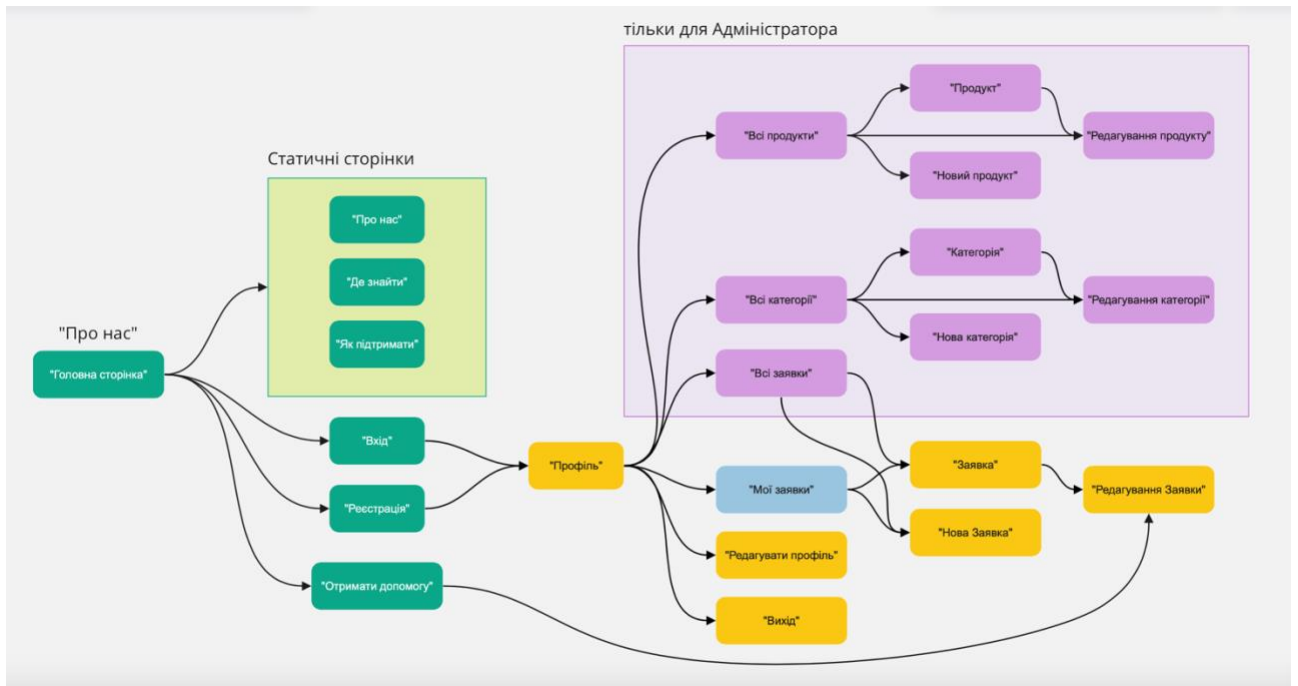 тільки для Адміністратора
"Продукт"
"Всі продукти"
"Редагування продукту"
"Новий продукт"
Статичні сторінки
"Про нас"
"Де знайти"
"Як підтримати"
"Категорія"
"Всі категорії"
"Редагування категорії"
"Нова категорія"
"Про нас"
"Головна сторінка"
"Всі заявки"
"Вхід"
"Реєстрація"
"Отримати допомогу"
"Профіль"
"Мої заявки"
"Редагувати профіль"
"Вихід"
"Заявка"
"Нова Заявка"
"Редагування Заявки"